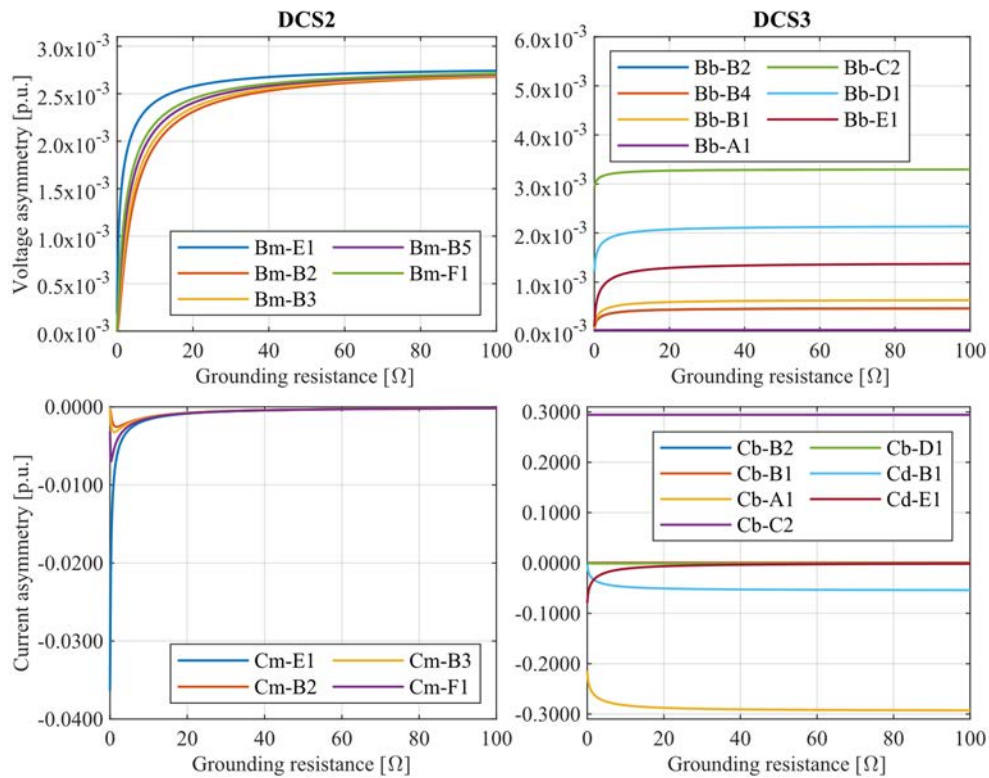 DCS2
DCS3
Voltage asymmetry [p.u.]
3.0x10-3
2.5x10-3
2.0x10-3
1.5x10-3
1.0x10-3
0.5x10-3
0.0x10-3
Bm-E1
Bm-B5
Bm-B2
Bm-F1
Bm-B3
0
20
40
60
80
100
Grounding resistance [Ω]
6.0x10-3
5.0x10-3
4.0x10-3
3.0x10-3
2.0x10-3
1.0x10-3
0.0x10-3
Bb-B2
Bb-C2
Bb-B4
Bb-D1
Bb-B1
Bb-E1
Bb-A1
0
20
40
60
80
100
Grounding resistance [Ω]
Current asymmetry [p.u.]
0.0000
-0.0100
-0.0200
-0.0300
-0.0400
Cm-E1
Cm-B3
Cm-B2
Cm-F1
0
20
40
60
80
100
Grounding resistance [Ω]
0.3000
0.2000
0.1000
0.0000
-0.1000
-0.2000
-0.3000
Cb-B2
Cb-D1
Cb-B1
Cd-B1
Cb-A1
Cd-E1
Cb-C2
0
20
40
60
80
100
Grounding resistance [Ω]